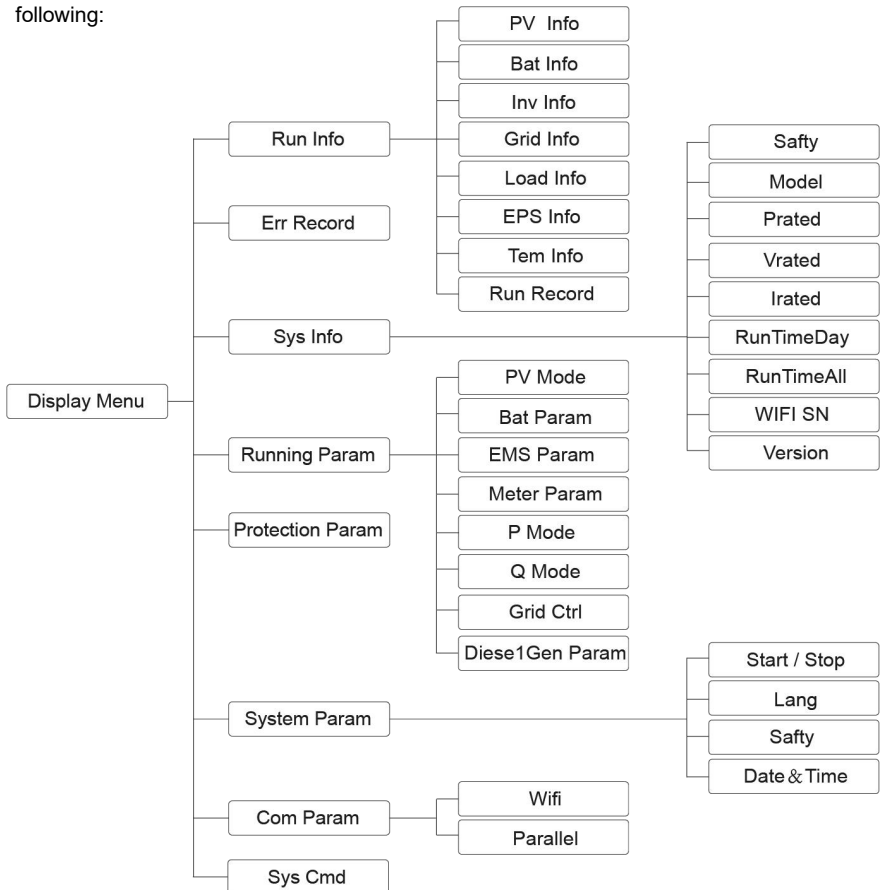 following:
Display Menu
Run Info
PV Info
Bat Info
Inv Info
Grid Info
Load Info
EPS Info
Tem Info
Run Record
Err Record
Sys Info
Safty
Model
Prated
Vrated
Irated
RunTimeDay
RunTimeAll
WIFI SN
Version
Running Param
PV Mode
Bat Param
EMS Param
Meter Param
P Mode
Q Mode
Grid Ctrl
Diese1Gen Param
Protection Param
System Param
Start / Stop
Lang
Safty
Date & Time
Com Param
Wifi
Parallel
Sys Cmd